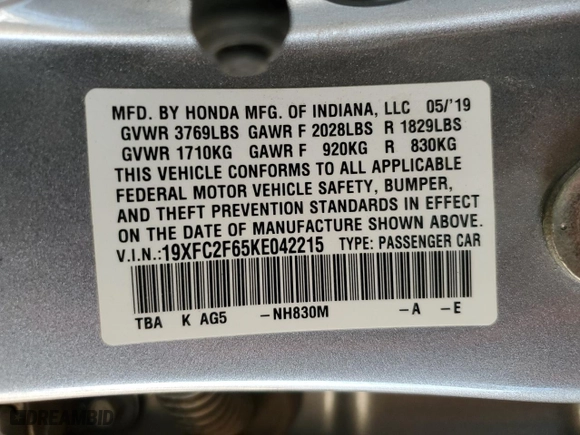 MFD. BY HONDA MFG. OF INDIANA, LLC 05/'19
GVWR 3769LBS GAWR F 2028LBS R 1829LBS
GVWR 1710KG GAWR F 920KG R 830KG
THIS VEHICLE CONFORMS TO ALL APPLICABLE
FEDERAL MOTOR VEHICLE SAFETY, BUMPER,
AND THEFT PREVENTION STANDARDS IN EFFECT
ON THE DATE OF MANUFACTURE SHOWN ABOVE.
V.I.N.:19XFC2F65KE042215 TYPE: PASSENGER CAR
TBA K AG5 -NH830M -A -E
DREAMBID